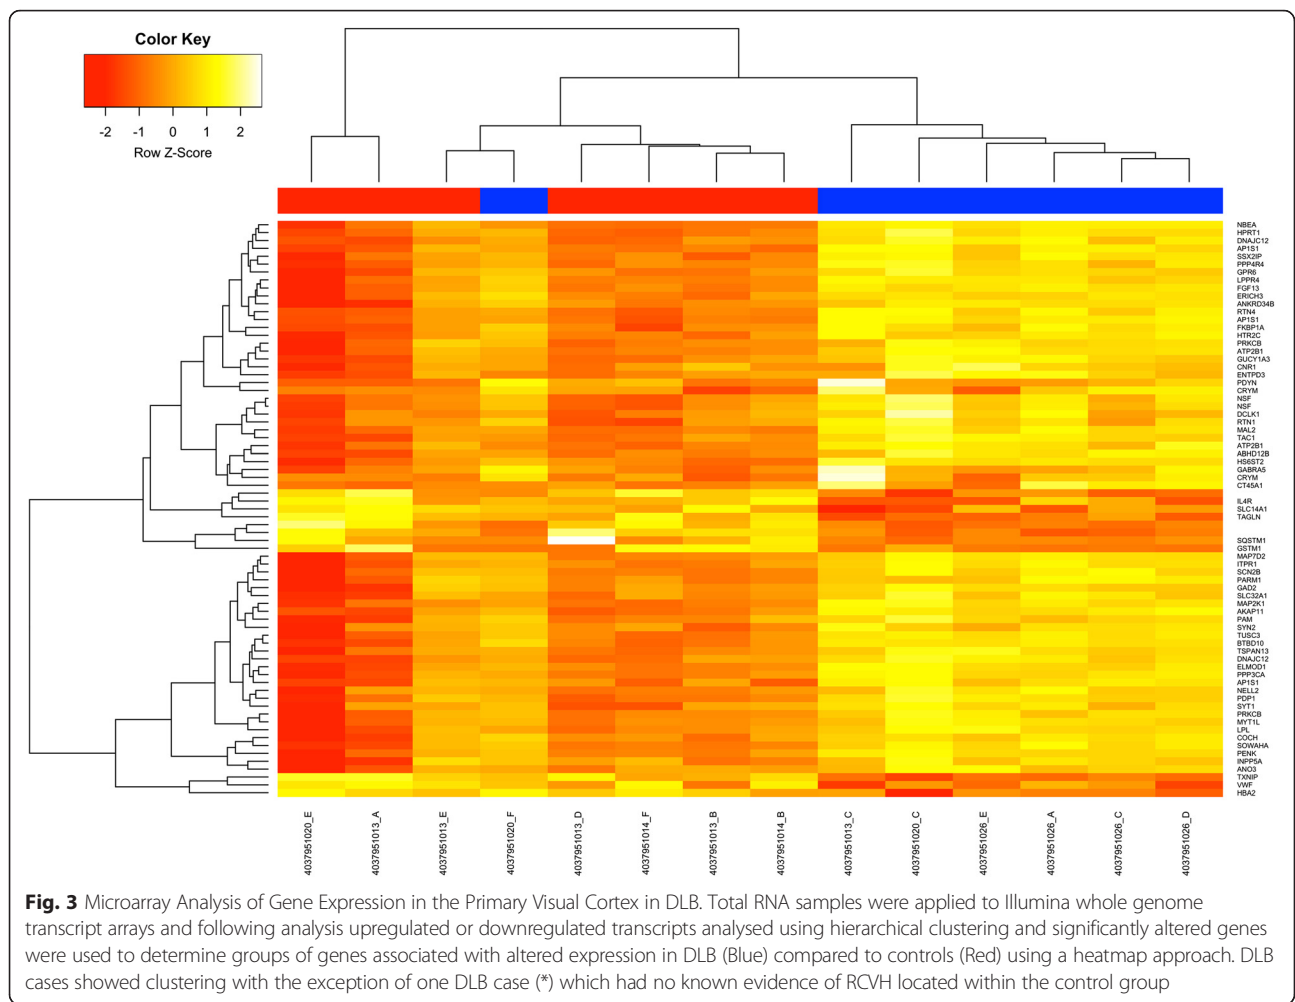 Color Key
-2 -1 0 1 2
Row Z-Score
NBEA
HPRT1
DNAJC12
AP1S1
SSX2IP
PPP4R4
GPR6
LPPR4
FGF13
ERICH3
ANKRD34B
RTN4
AP1S1
FKBP1A
HTR2C
PRKCB
ATP2B1
GUCY1A3
CNR1
ENTPD3
PDYN
CRYM
NSF
NSF
DCLK1
RTN1
MAL2
TAC1
ATP2B1
ABHD12B
HS6ST2
GABRA5
CRYM
CT45A1
IL4R
SLC14A1
TAGLN
SQSTM1
GSTM1
MAP7D2
ITPR1
SCN2B
PARM1
GAD2
SLC32A1
MAP2K1
AKAP11
PAM
SYN2
TUSC3
BTBD10
TSPAN13
DNAJC12
ELMOD1
PPP3CA
AP1S1
NELL2
PDP1
SYT1
PRKCB
MYT1L
LPL
COCH
SOWAHA
PENK
INPP5A
ANO3
TXNIP
VWF
HBA2
4037951020_E
4037951013_A
4037951013_E
4037951020_F
4037951013_D
4037951014_F
4037951013_B
4037951014_B
4037951013_C
4037951020_C
4037951026_E
4037951026_A
4037951026_C
4037951026_D
Fig. 3 Microarray Analysis of Gene Expression in the Primary Visual Cortex in DLB. Total RNA samples were applied to Illumina whole genome
transcript arrays and following analysis upregulated or downregulated transcripts analysed using hierarchical clustering and significantly altered genes
were used to determine groups of genes associated with altered expression in DLB (Blue) compared to controls (Red) using a heatmap approach. DLB
cases showed clustering with the exception of one DLB case (*) which had no known evidence of RCVH located within the control group